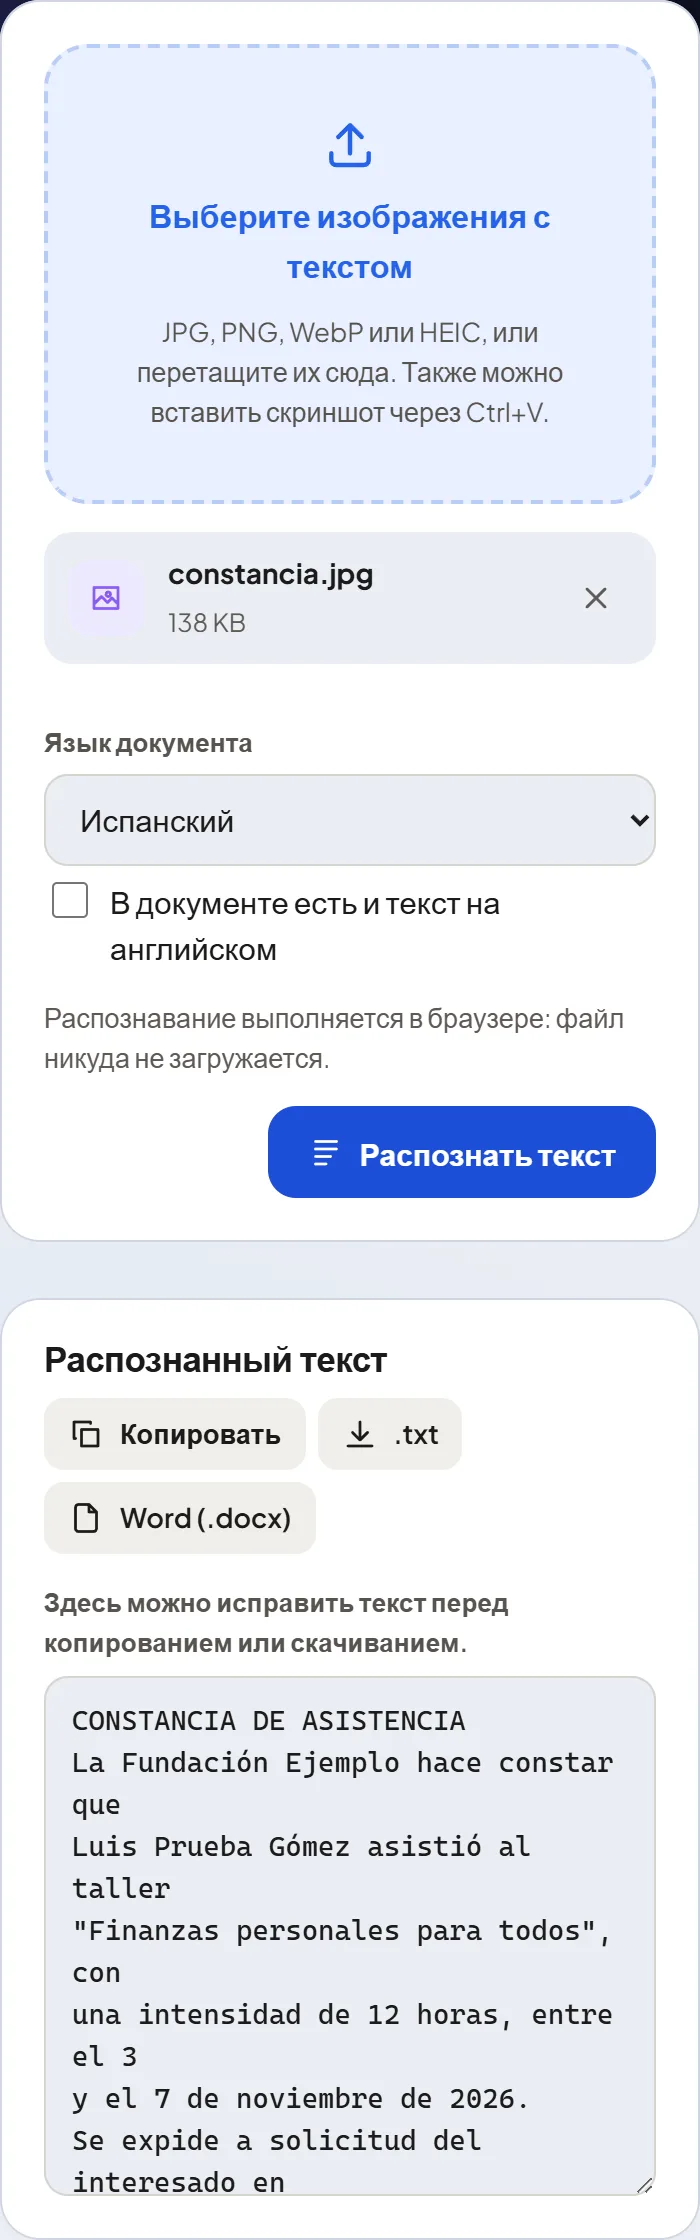 Выберите изображения с
текстом
JPG, PNG, WebP или HEIC, или
перетащите их сюда. Также можно
вставить скриншот через Ctrl+V.
constancia.jpg
138 KB
Язык документа
Испанский
В документе есть и текст на
английском
Распознавание выполняется в браузере: файл
никуда не загружается.
Распознать текст
Распознанный текст
Копировать
.txt
Word (.docx)
Здесь можно исправить текст перед
копированием или скачиванием.
CONSTANCIA DE ASISTENCIA
La Fundación Ejemplo hace constar
que
Luis Prueba Gómez asistió al
taller
"Finanzas personales para todos",
con
una intensidad de 12 horas, entre
el 3
y el 7 de noviembre de 2026.
Se expide a solicitud del
interesado en